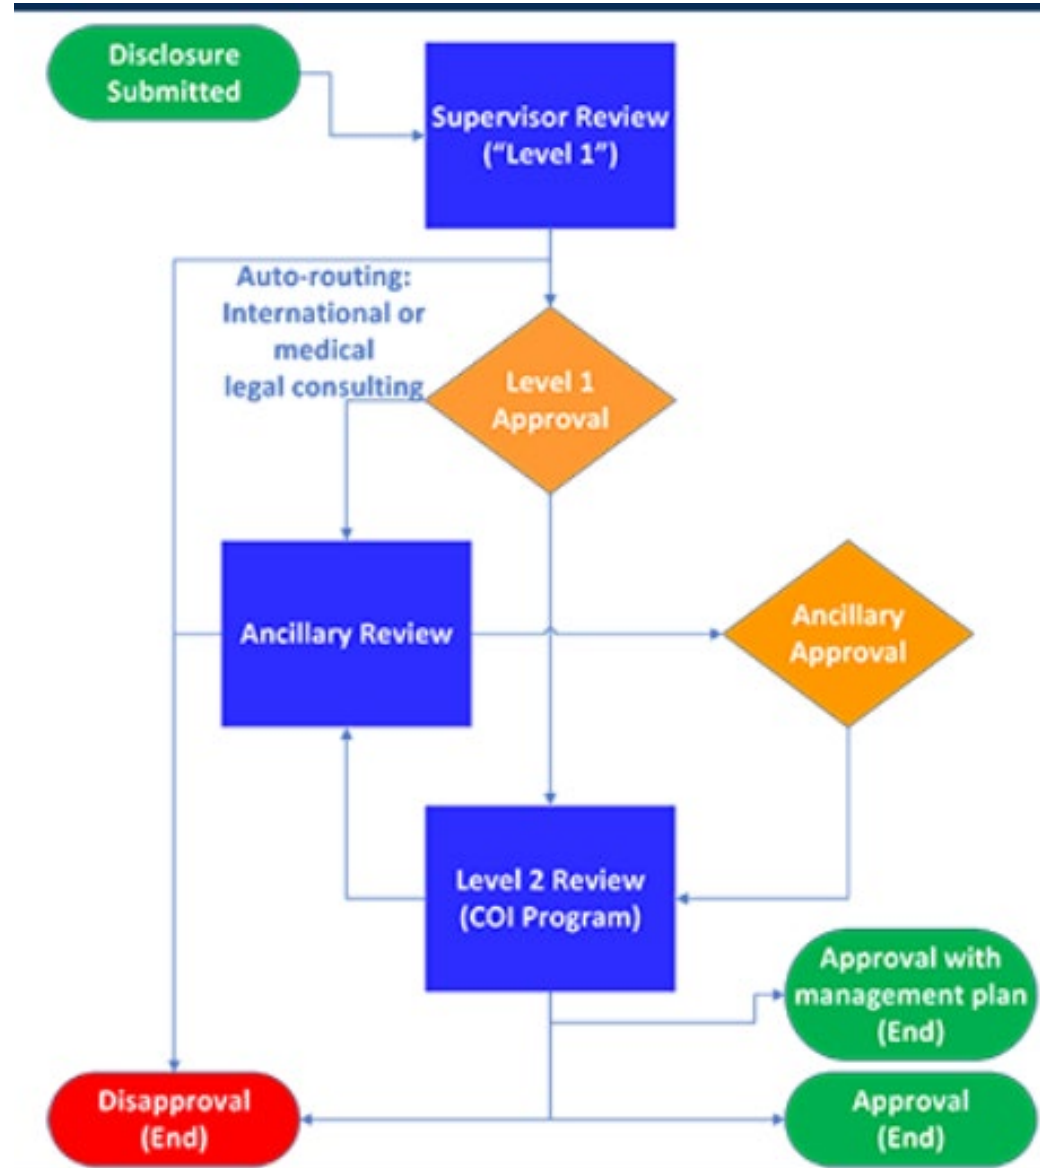 Disclosure
Submitted
Supervisor Review
(“Level 1”)
Auto-routing:
International or
medical
legal consulting
Level 1
Approval
Ancillary Review
Ancillary
Approval
Level 2 Review
(COI Program)
Approval with
management plan
(End)
Disapproval
(End)
Approval
(End)